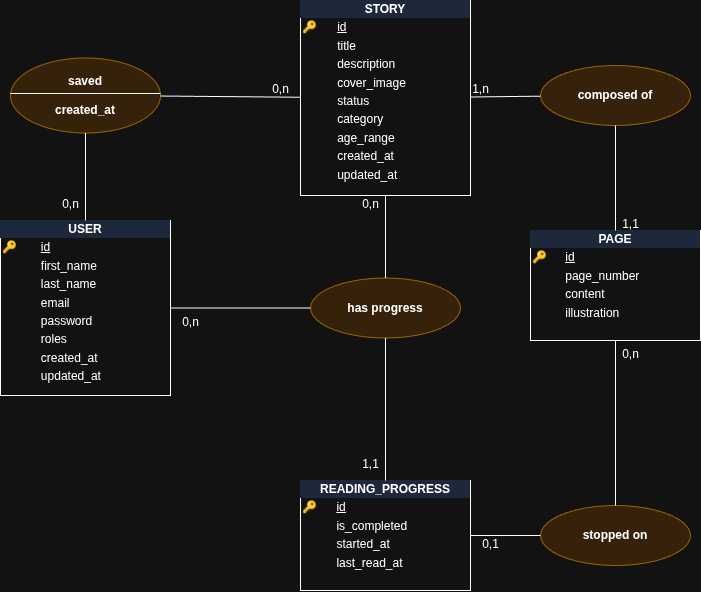 STORY
id
title
description
cover_image
status
category
age_range
created_at
updated_at
saved
created_at
0,n
1,n
composed of
0,n
0,n
1,1
USER
id
first_name
last_name
email
password
roles
created_at
updated_at
0,n
has progress
PAGE
id
page_number
content
illustration
0,n
1,1
READING_PROGRESS
id
is_completed
started_at
last_read_at
0,1
stopped on